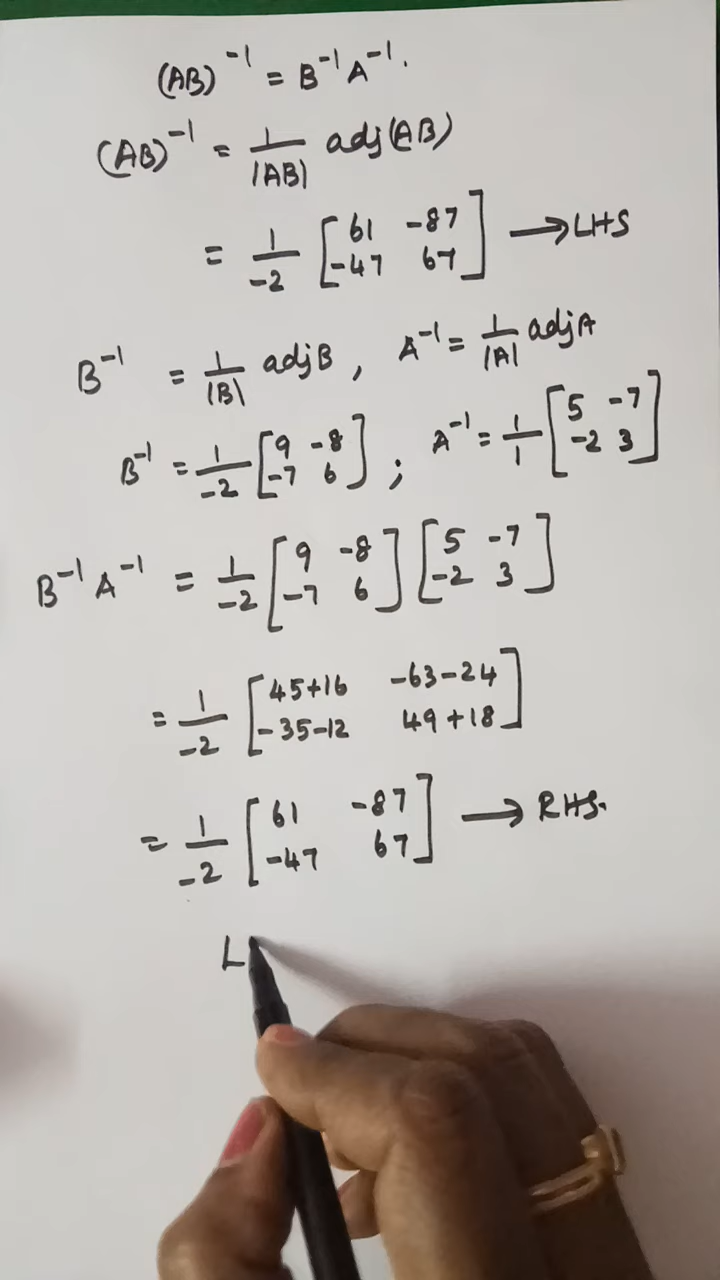 (AB)⁻¹ = B⁻¹A⁻¹.
(AB)⁻¹ = 1/|AB| adj(AB)
= 1/-2 [61 -87; -47 67] → LHS
B⁻¹ = 1/|B| adjB , A⁻¹ = 1/|A| adjA
B⁻¹ = 1/-2 [9 -8; -7 6] ; A⁻¹ = 1/1 [5 -7; -2 3]
B⁻¹A⁻¹ = 1/-2 [9 -8; -7 6] [5 -7; -2 3]
= 1/-2 [45+16 -63-24; -35-12 49+18]
= 1/-2 [61 -87; -47 67] → RHS.
L